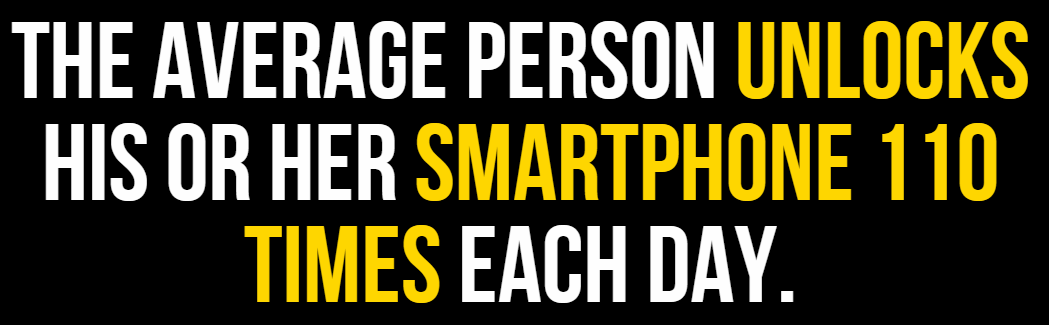 THE AVERAGE PERSON UNLOCKS
HIS OR HER SMARTPHONE 110
TIMES EACH DAY.